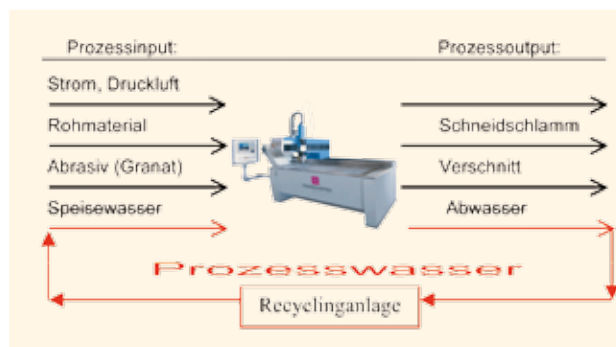 Prozessinput: Prozessoutput:
Strom, Druckluft
Rohmaterial Schneidschlamm
Abrasiv (Granat) Verschnitt
Speisewasser Abwasser
Prozesswasser
Recyclinganlage